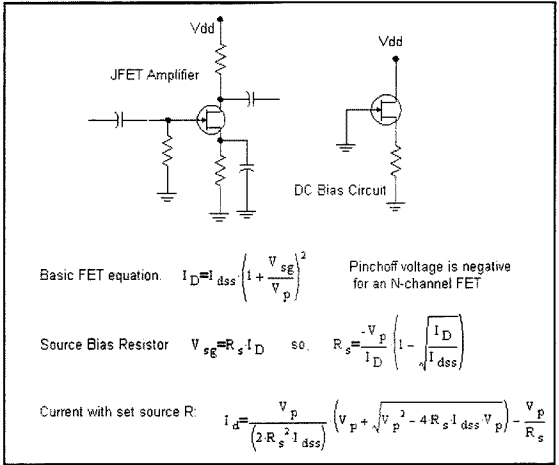 Vdd
JFET Amplifier
Vdd
DC Bias Circuit
Basic FET equation. I_D=I_dss·(1+V_sg/V_p)^2
Pinchoff voltage is negative
for an N-channel FET
Source Bias Resistor V_sg=R_s·I_D so, R_s=-V_p/I_D·(1-√(I_D/I_dss))
Current with set source R: I_d=V_p/(2·R_s^2·I_dss)·(V_p+√(V_p^2-4·R_s·I_dss·V_p))-V_p/R_s